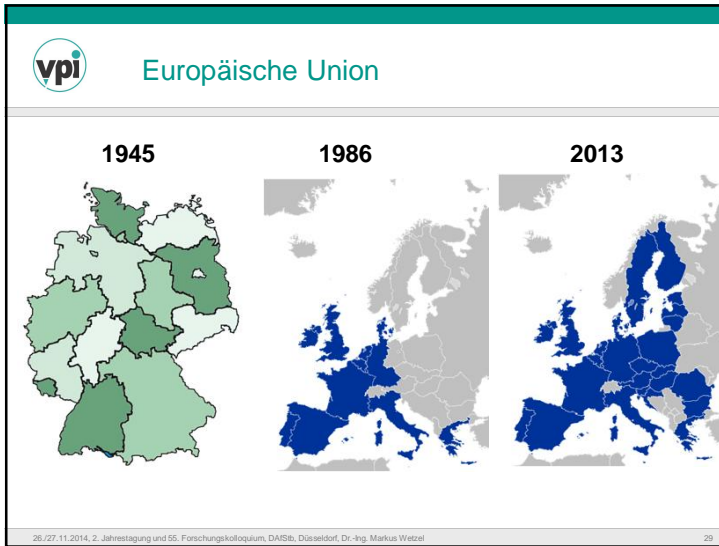 vpi
Europäische Union
1945
1986
2013
26./27.11.2014, 2. Jahrestagung und 55. Forschungskolloquium, DAfStb, Düsseldorf, Dr.-Ing. Markus Wetzel
29